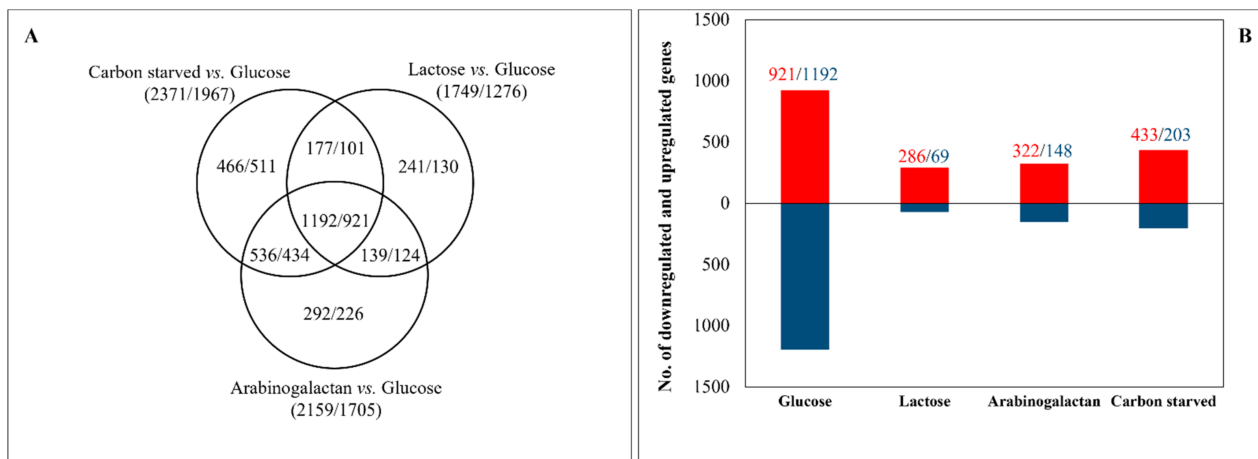 A
Carbon starved vs. Glucose
(2371/1967)
Lactose vs. Glucose
(1749/1276)
466/511
177/101
241/130
1192/921
536/434
139/124
292/226
Arabinogalactan vs. Glucose
(2159/1705)
B
No. of downregulated and upregulated genes
1500
1000
500
0
500
1000
1500
921/1192
286/69
322/148
433/203
Glucose
Lactose
Arabinogalactan
Carbon starved